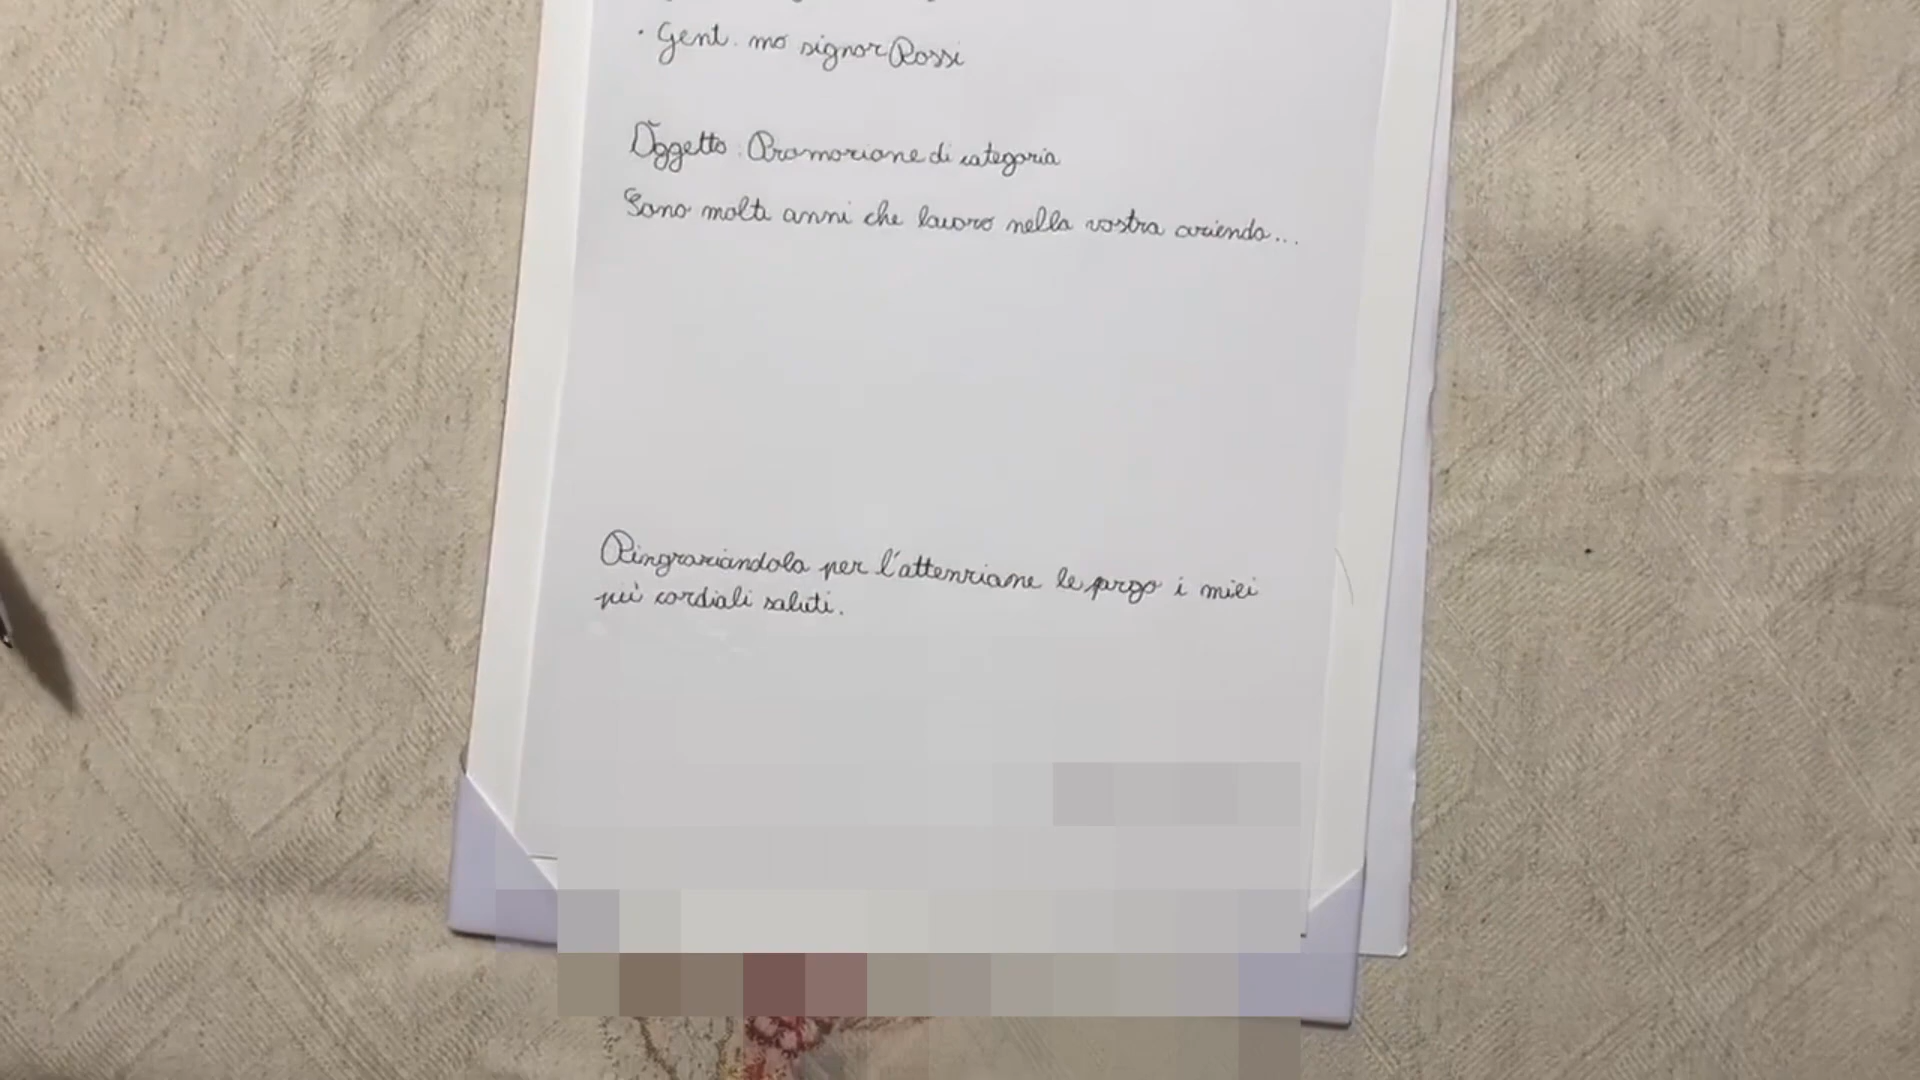 · Gent. mo signor Rossi
Oggetto: Promozione di categoria
Sono molti anni che lavoro nella vostra azienda...
Ringraziandola per l'attenzione le porgo i miei
più cordiali saluti.